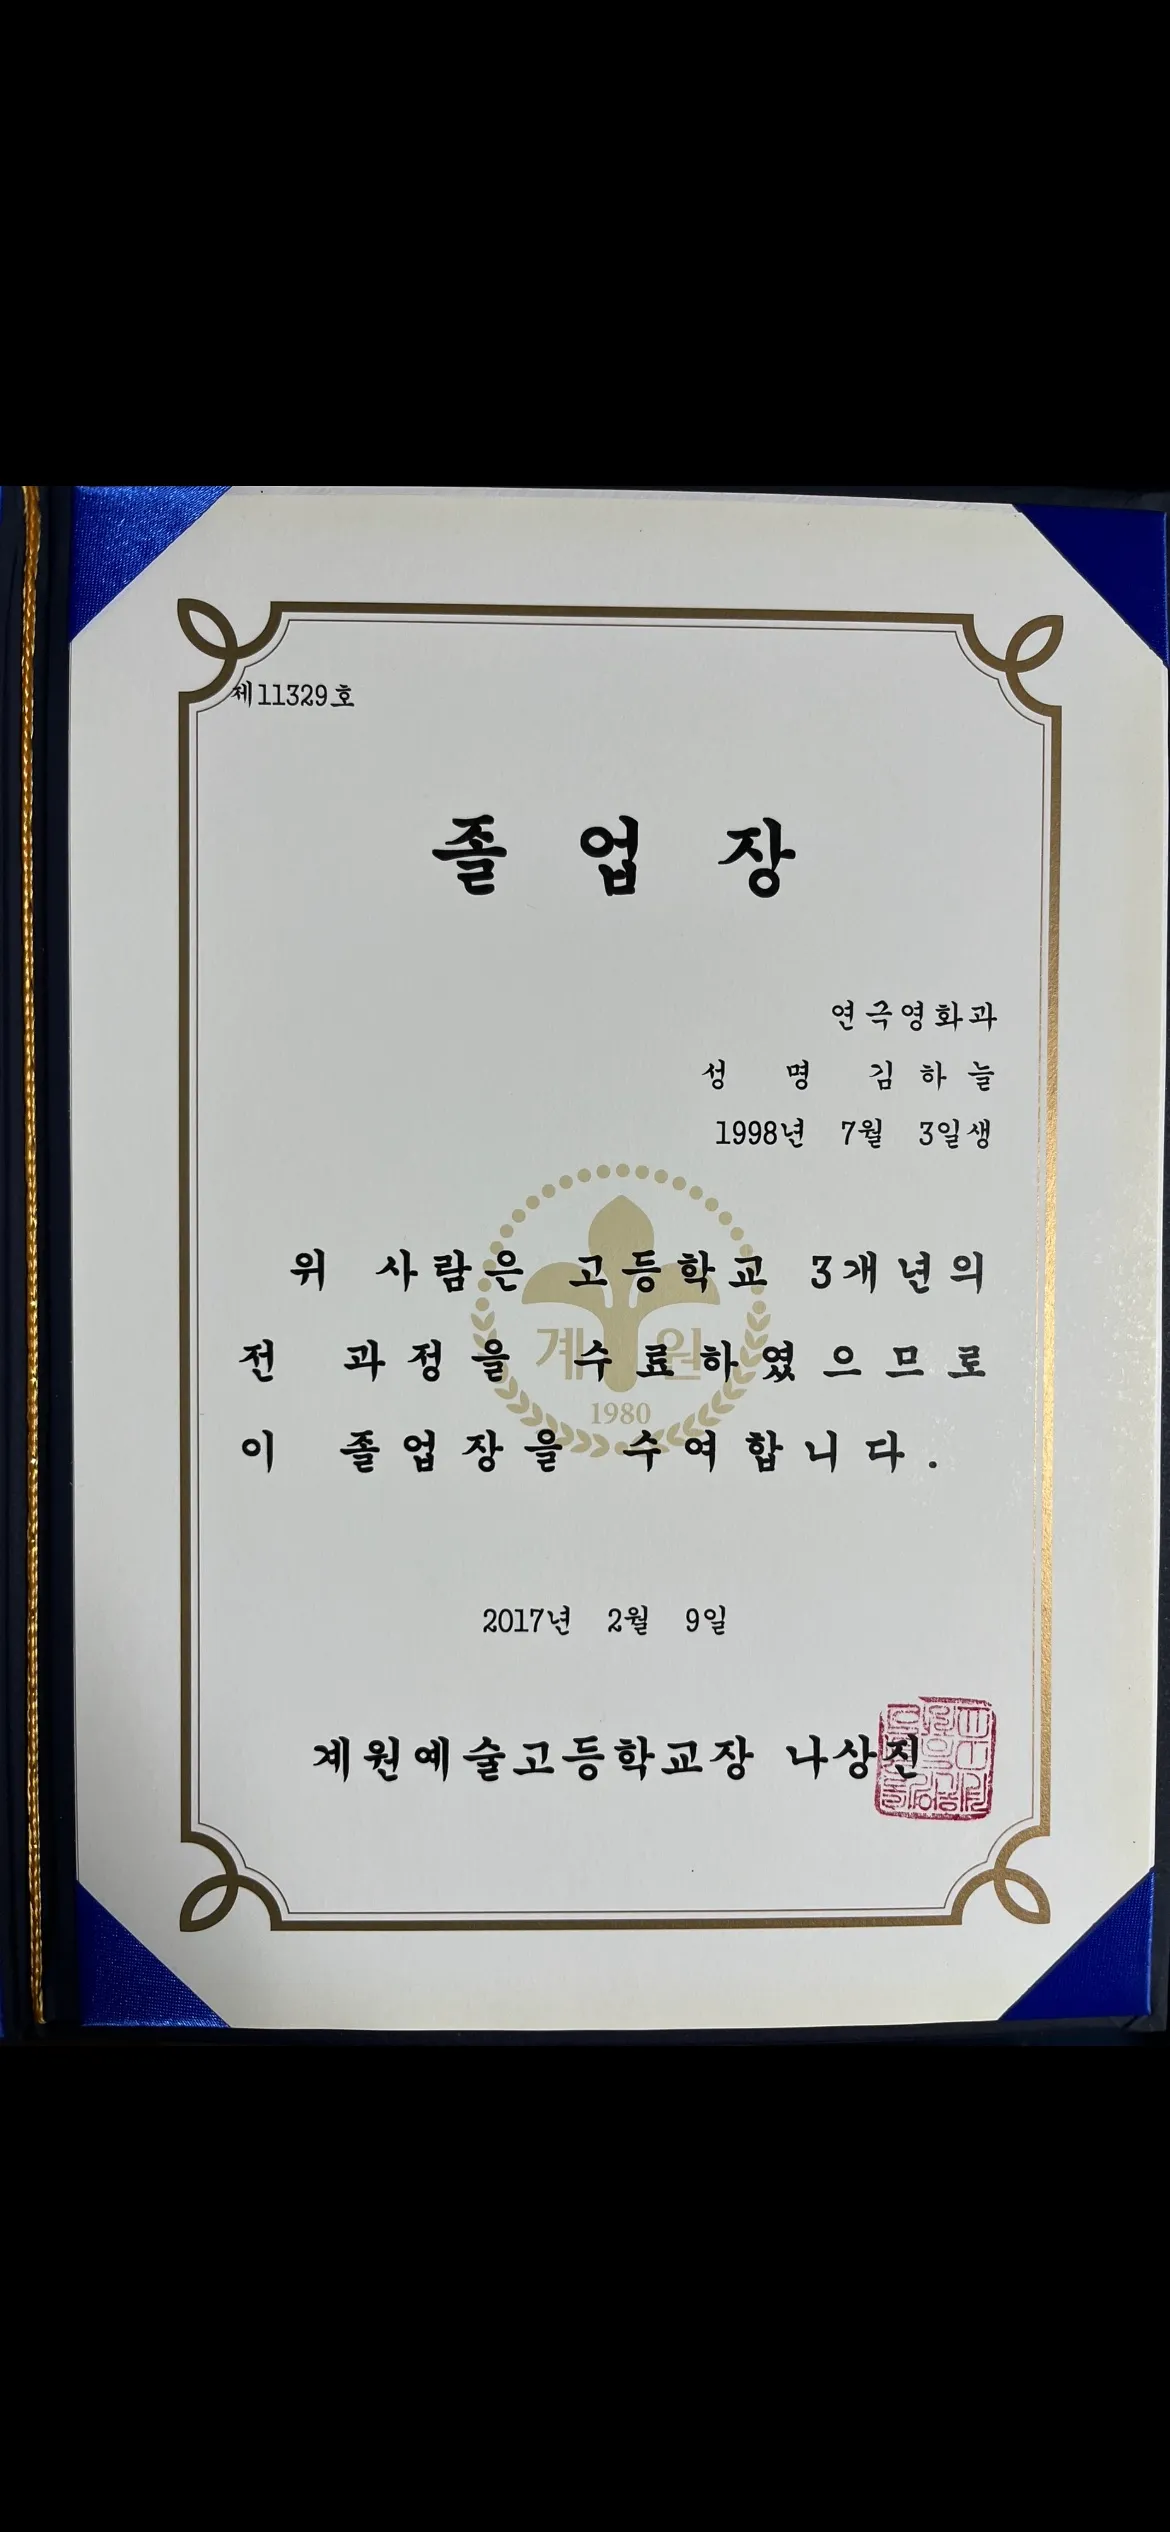 제11329호
졸 업 장
연극영화과
성 명 김 하 늘
1998년 7월 3일생
위 사람은 고등학교 3개년의
전 과정을 수료하였으므로
이 졸업장을 수여합니다.
계원
1980
2017년 2월 9일
계원예술고등학교장 나상진